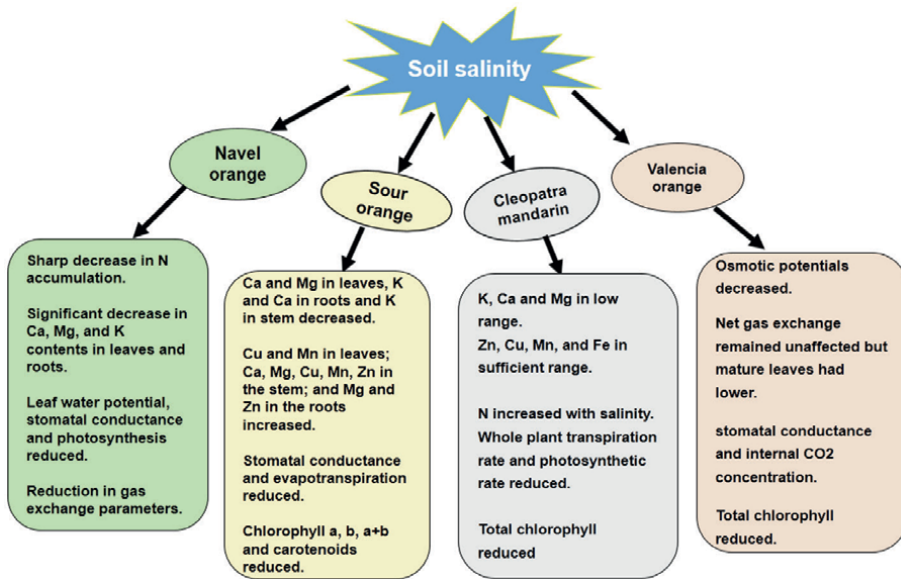 Soil salinity
Navel
orange
Sour
orange
Cleopatra
mandarin
Valencia
orange
Sharp decrease in N
accumulation.
Significant decrease in
Ca, Mg, and K
contents in leaves and
roots.
Leaf water potential,
stomatal conductance
and photosynthesis
reduced.
Reduction in gas
exchange parameters.
Ca and Mg in leaves, K
and Ca in roots and K
in stem decreased.
Cu and Mn in leaves;
Ca, Mg, Cu, Mn, Zn in
the stem; and Mg and
Zn in the roots
increased.
Stomatal conductance
and evapotranspiration
reduced.
Chlorophyll a, b, a+b
and carotenoids
reduced.
K, Ca and Mg in low
range.
Zn, Cu, Mn, and Fe in
sufficient range.
N increased with salinity.
Whole plant transpiration
rate and photosynthetic
rate reduced.
Total chlorophyll
reduced
Osmotic potentials
decreased.
Net gas exchange
remained unaffected but
mature leaves had
lower.
stomatal conductance
and internal CO2
concentration.
Total chlorophyll
reduced.